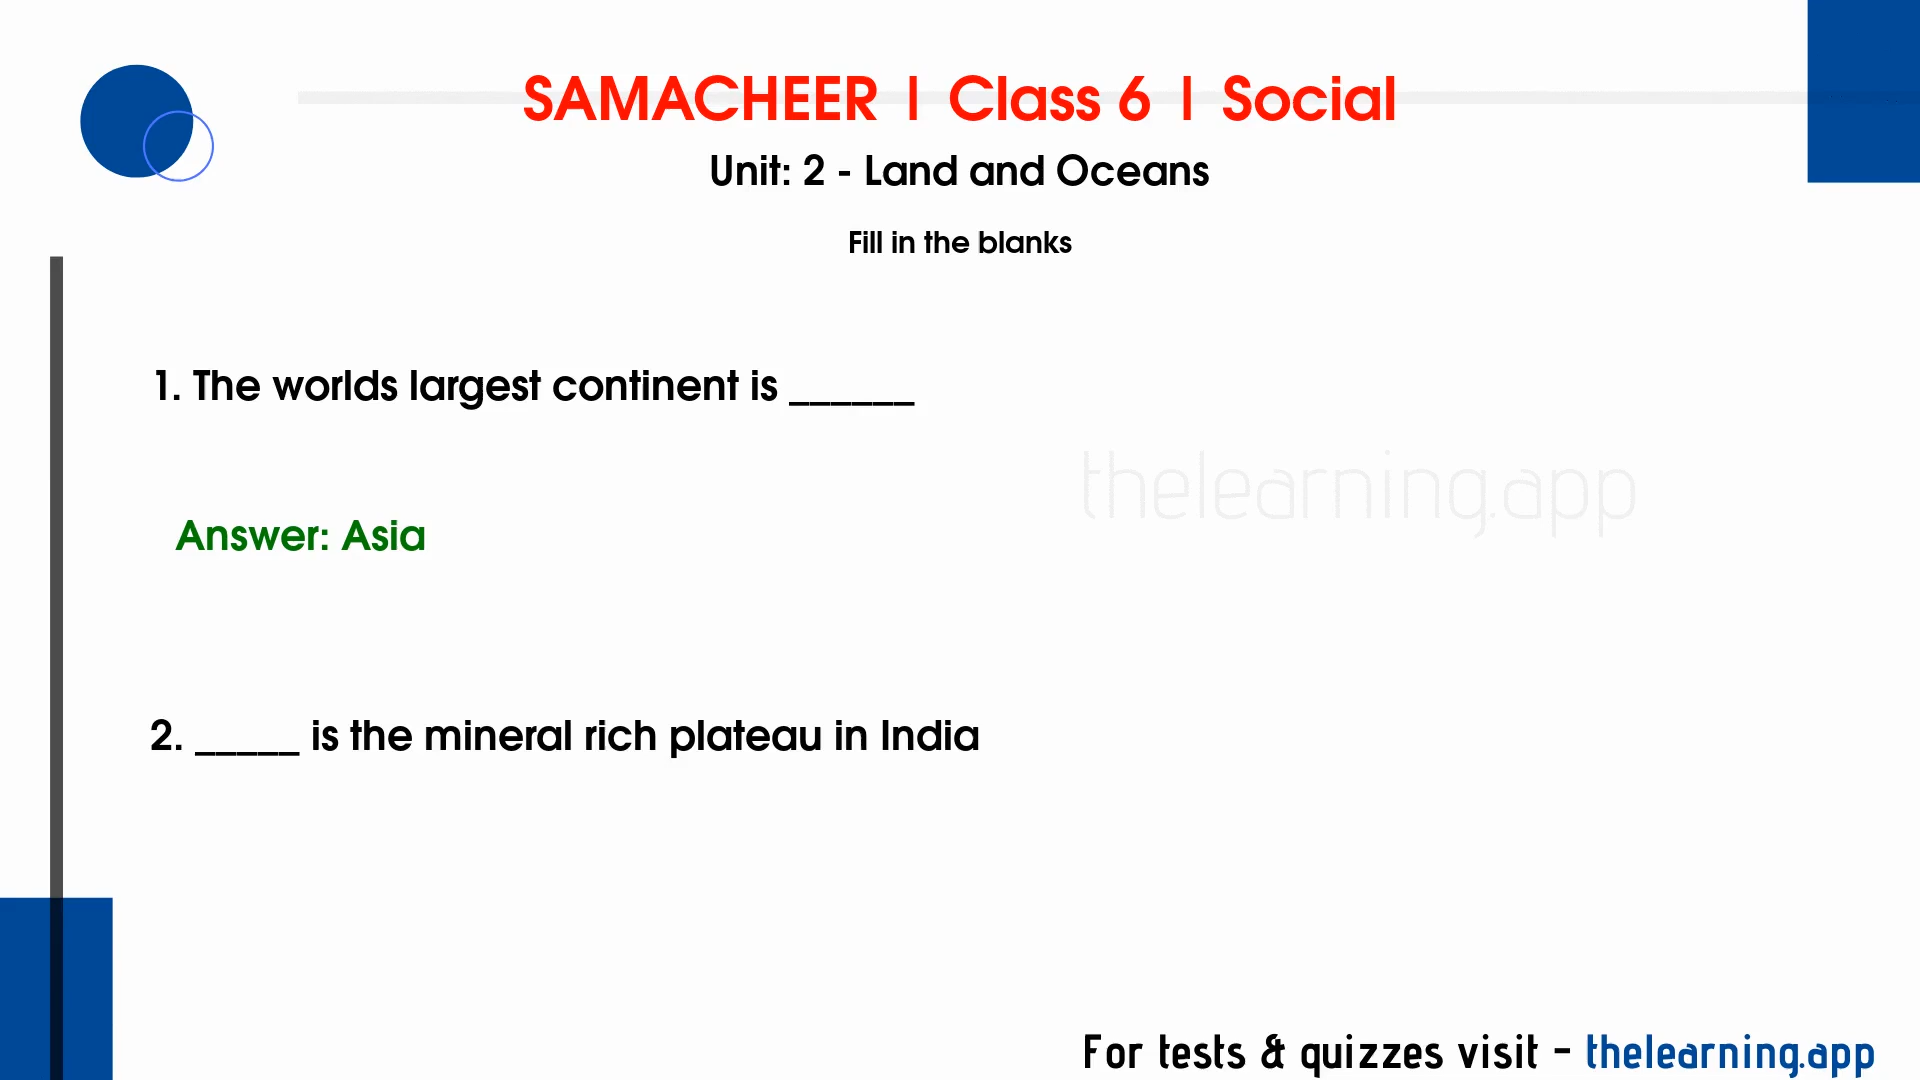 SAMACHEER | Class 6 | Social
Unit: 2 - Land and Oceans
Fill in the blanks
1. The worlds largest continent is ______
thelearning.app
Answer: Asia
2. _____ is the mineral rich plateau in India
For tests & quizzes visit - thelearning.app